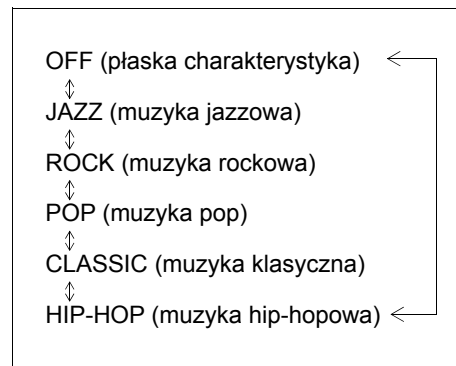 OFF (płaska charakterystyka)
JAZZ (muzyka jazzowa)
ROCK (muzyka rockowa)
POP (muzyka pop)
CLASSIC (muzyka klasyczna)
HIP-HOP (muzyka hip-hopowa)